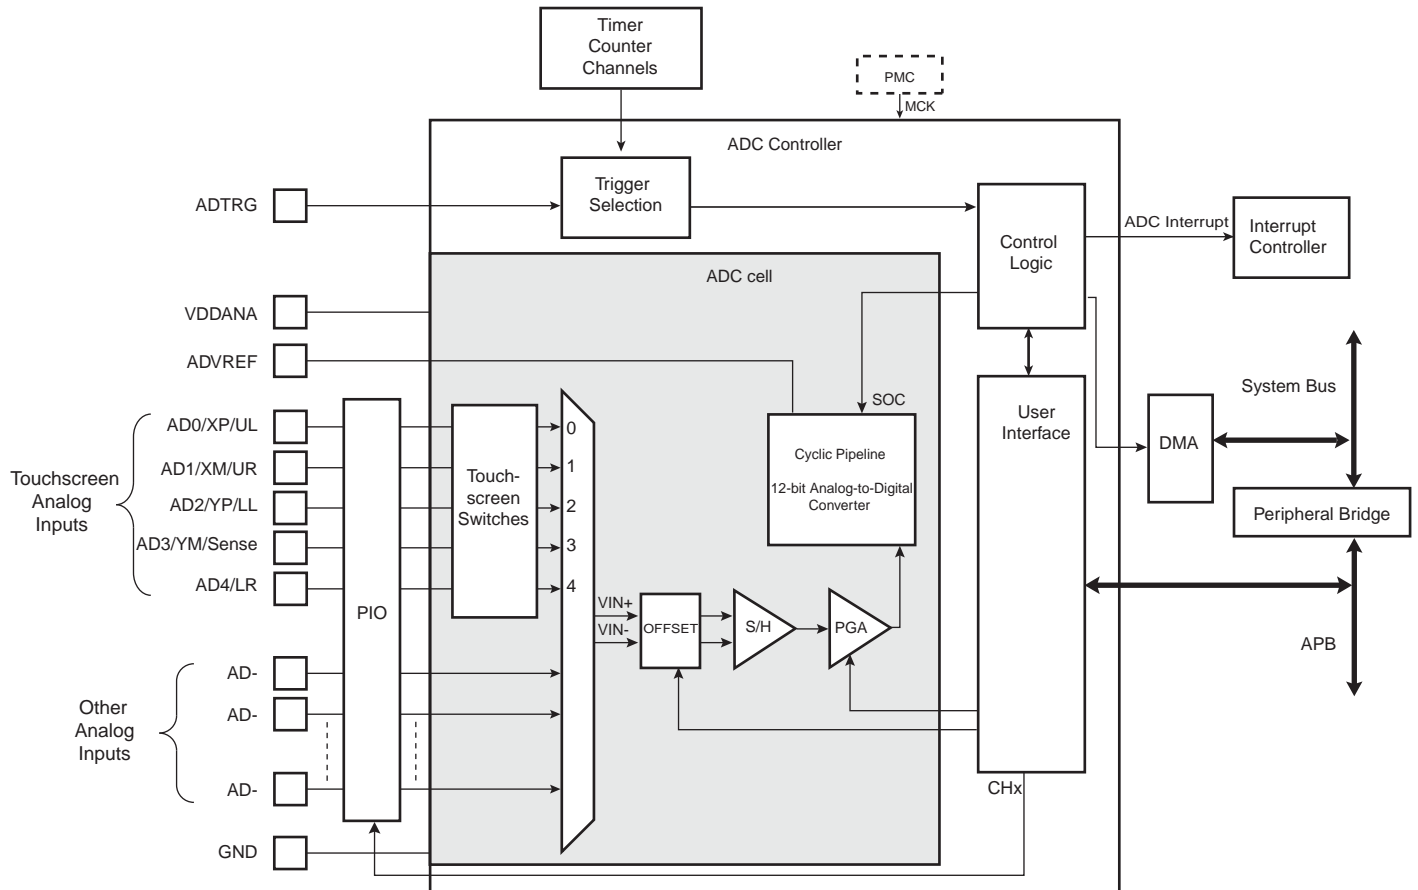 Timer
Counter
Channels
PMC
MCK
ADC Controller
ADTRG
Trigger
Selection
Control
Logic
ADC Interrupt
Interrupt
Controller
ADC cell
VDDANA
ADVREF
SOC
System Bus
User
Interface
DMA
Touchscreen
Analog
Inputs
AD0/XP/UL
AD1/XM/UR
AD2/YP/LL
AD3/YM/Sense
AD4/LR
PIO
Touch-
screen
Switches
0
1
2
3
4
Cyclic Pipeline
12-bit Analog-to-Digital
Converter
Peripheral Bridge
VIN+
VIN-
OFFSET
S/H
PGA
APB
Other
Analog
Inputs
AD-
AD-
AD-
CHx
GND